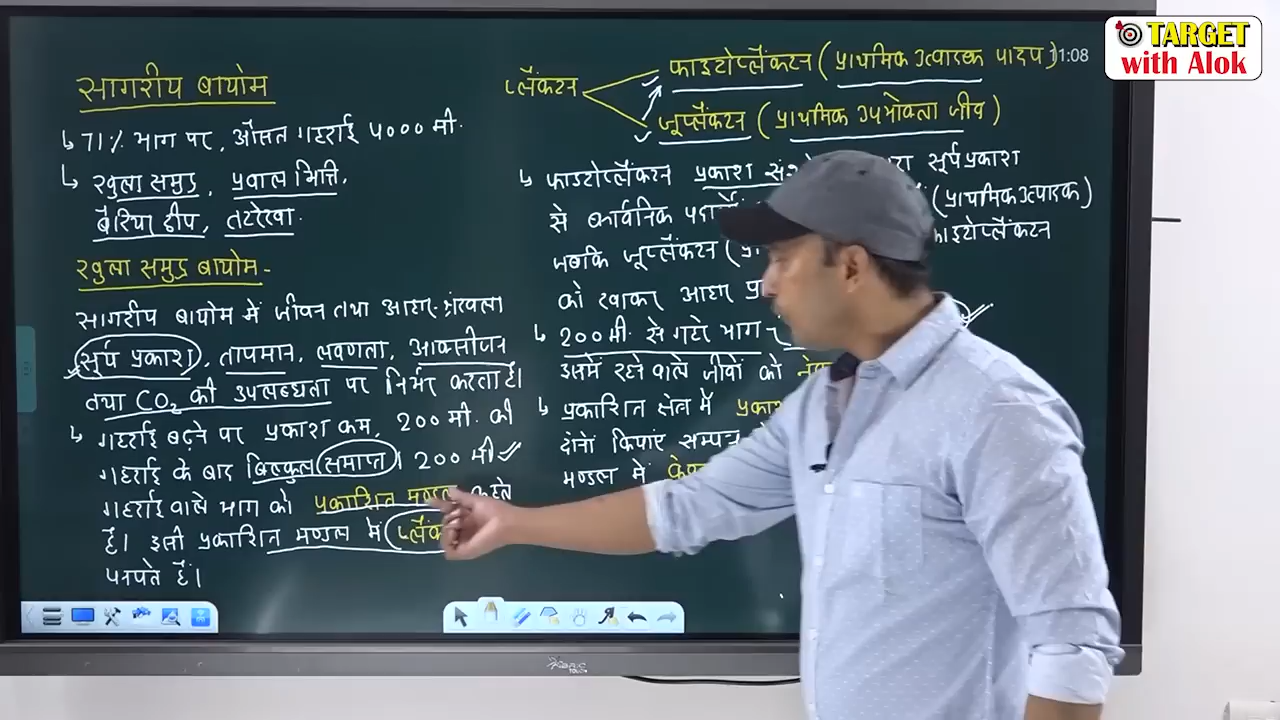 TARGET
with Alok
11:08
सागरीय बायोम
↳ 71% भाग पर, औसत गहराई 4000 मी.
↳ खुला समुद्र, प्रवाल भित्ति,
बैरियर द्वीप, तटरेखा
खुला समुद्र बायोम -
सागरीय बायोम में जीवन तथा आहार-श्रंखला
सूर्य प्रकाश, तापमान, लवणता, आक्सीजन
तथा CO2 की उपलब्धता पर निर्भर करता है।
↳ गहराई बढ़ने पर प्रकाश कम, 200 मी. की
गहराई के बाद बिल्कुल समाप्त। 200 मी
गहराई वाले भाग को प्रकाशित मण्डल कहते
हैं। इसी प्रकाशित मण्डल में प्लैंक
पनपते हैं।
प्लैंकटन
फाइटोप्लैंकटन (प्राथमिक उत्पादक पादप)
जूप्लैंकटन (प्राथमिक उपभोक्ता जीव)
↳ फाइटोप्लैंकटन प्रकाश सूर्य प्रकाश
से कार्बनिक पदार्थ (प्राथमिक उत्पादक)
जबकि जूप्लैंकटन ( फाइटोप्लैंकटन
को खाकर आहार
↳ 200 मी. से गहरे भाग
इसमें रहने वाले जीवों को
↳ प्रकाशित क्षेत्र में
दोनों क्रियाएं सम्पन्न
मण्डल में